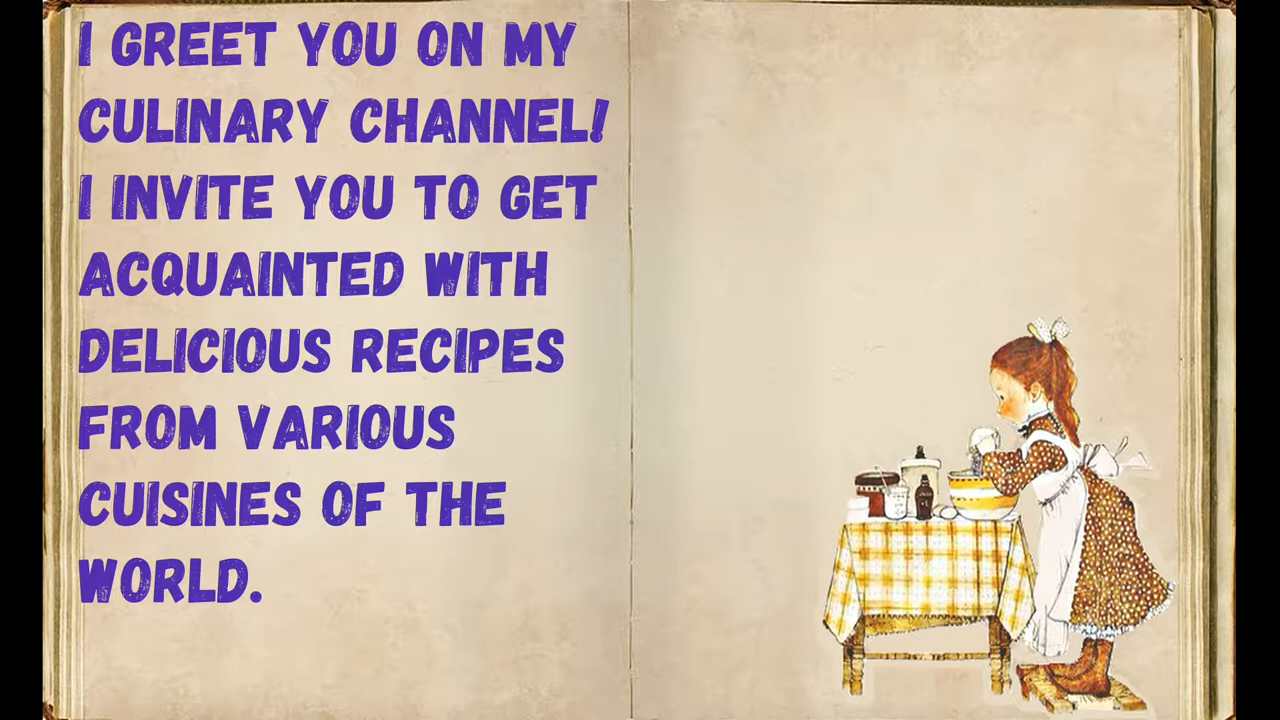 I GREET YOU ON MY
CULINARY CHANNEL!
I INVITE YOU TO GET
ACQUAINTED WITH
DELICIOUS RECIPES
FROM VARIOUS
CUISINES OF THE
WORLD.